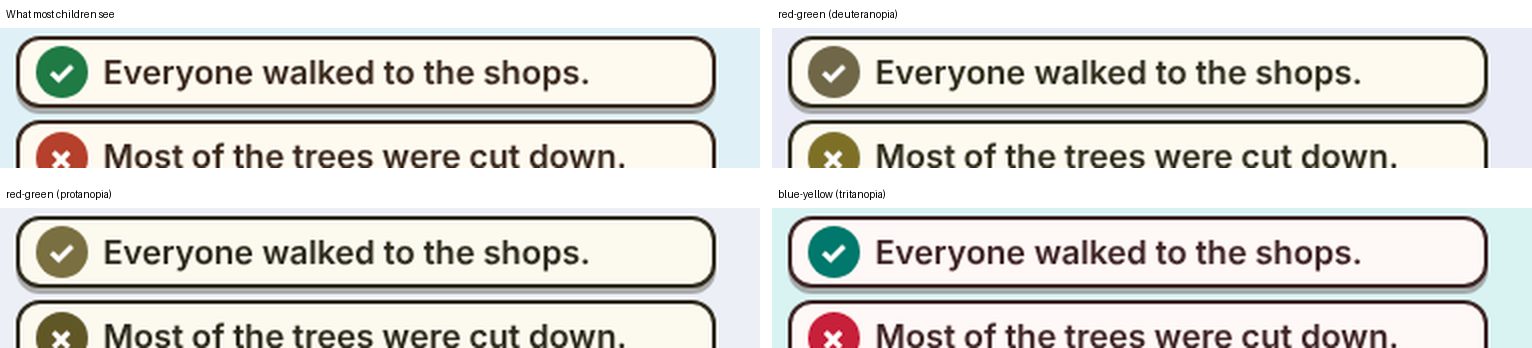 What most children see
Everyone walked to the shops.
Most of the trees were cut down.
red-green (deuteranopia)
Everyone walked to the shops.
Most of the trees were cut down.
red-green (protanopia)
Everyone walked to the shops.
Most of the trees were cut down.
blue-yellow (tritanopia)
Everyone walked to the shops.
Most of the trees were cut down.